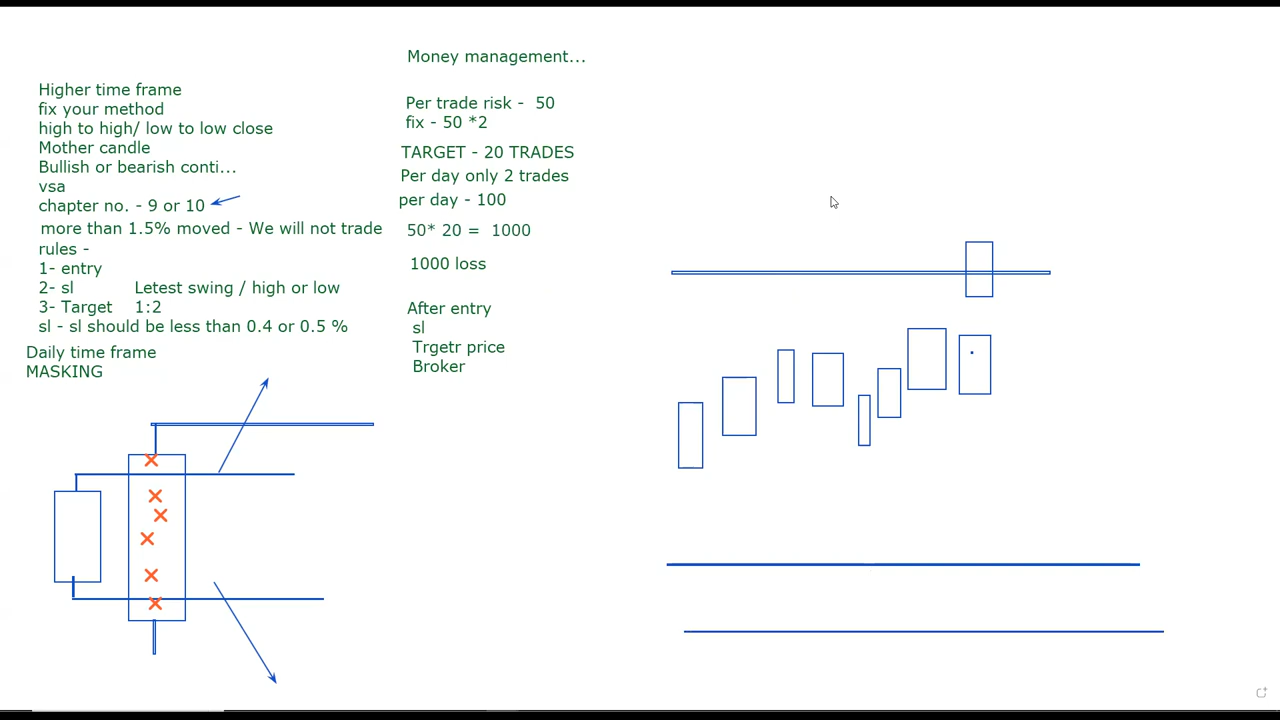 Higher time frame
fix your method
high to high/ low to low close
Mother candle
Bullish or bearish conti...
vsa
chapter no. - 9 or 10
more than 1.5% moved - We will not trade
rules -
1- entry
2- sl Letest swing / high or low
3- Target 1:2
sl - sl should be less than 0.4 or 0.5 %
Daily time frame
MASKING
Money management...
Per trade risk - 50
fix - 50 *2
TARGET - 20 TRADES
Per day only 2 trades
per day - 100
50* 20 = 1000
1000 loss
After entry
sl
Trgetr price
Broker